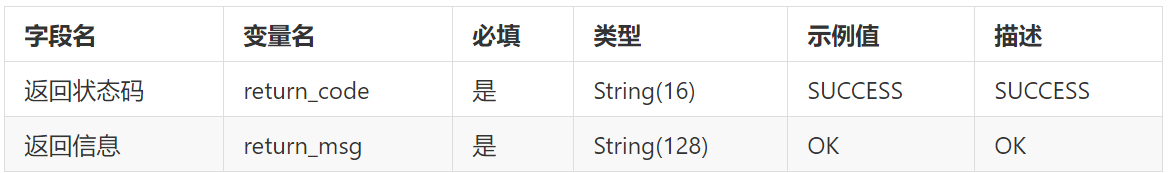 字段名 变量名 必填 类型 示例值 描述
返回状态码 return_code 是 String(16) SUCCESS SUCCESS
返回信息 return_msg 是 String(128) OK OK